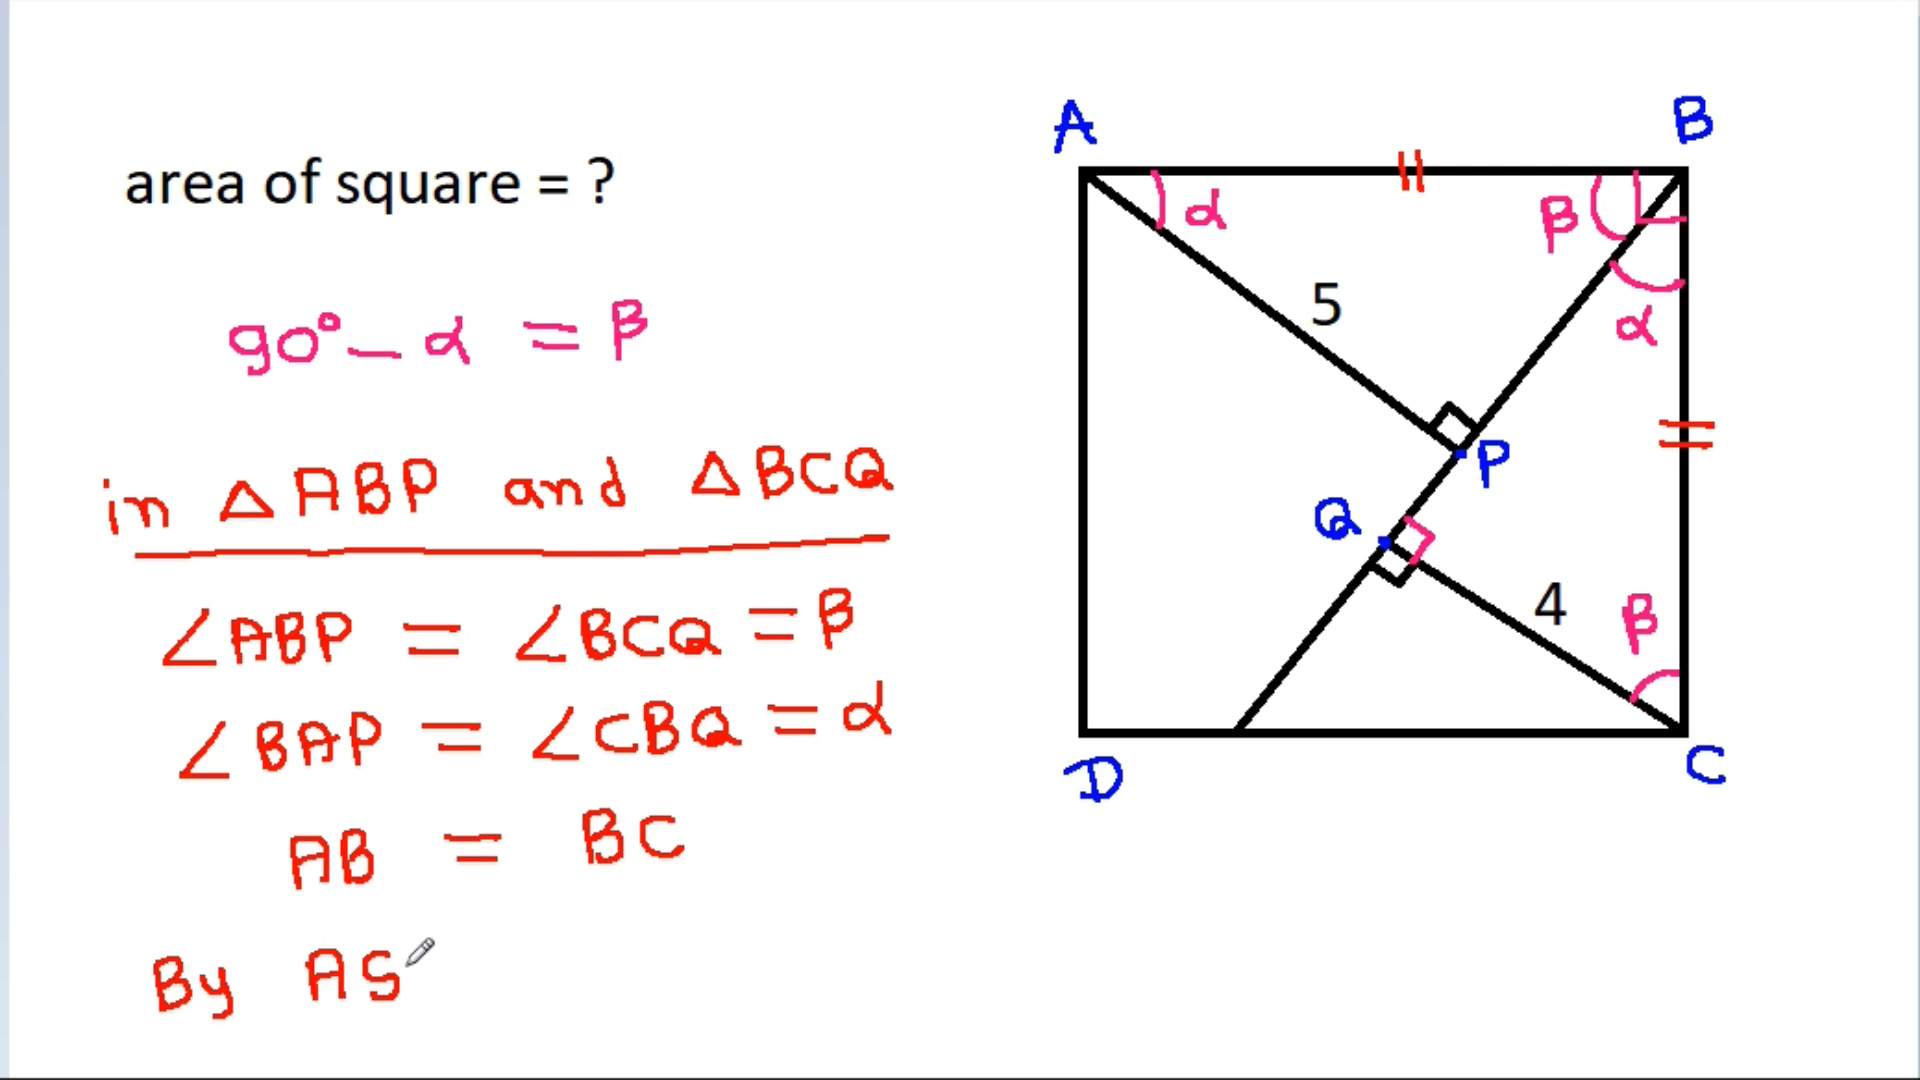 area of square = ?
90° - α = β
in △ABP and △BCQ
∠ABP = ∠BCQ = β
∠BAP = ∠CBQ = α
AB = BC
By AS
A
B
α
β
α
5
P
Q
4
β
D
C